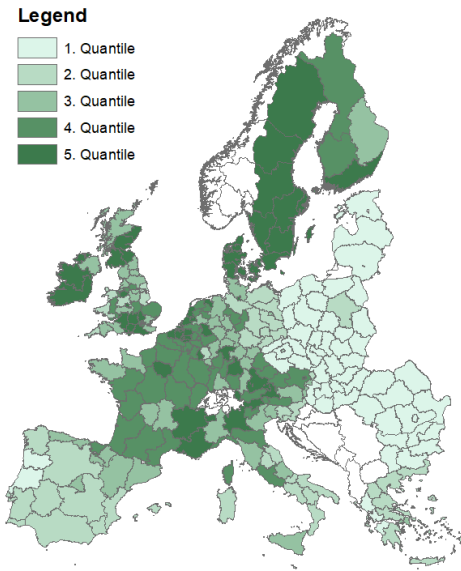 Legend
1. Quantile
2. Quantile
3. Quantile
4. Quantile
5. Quantile